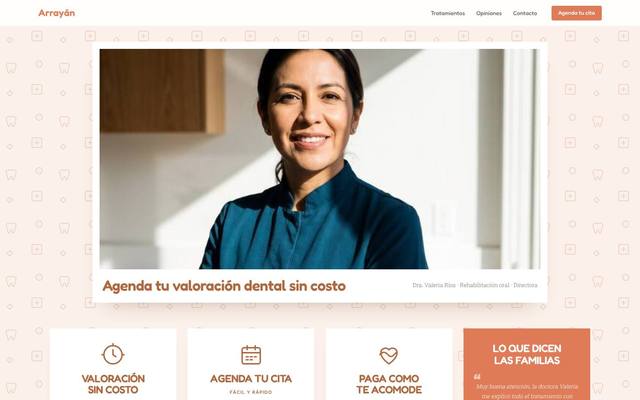 Arrayán
Tratamientos
Opiniones
Contacto
Agenda tu cita
Agenda tu valoración dental sin costo
Dra. Valeria Ríos · Rehabilitación oral · Directora
VALORACIÓN
SIN COSTO
AGENDA TU CITA
FÁCIL Y RÁPIDO
PAGA COMO
TE ACOMODE
LO QUE DICEN
LAS FAMILIAS
“
Muy buena atención, la doctora Valeria
me explicó todo el tratamiento con